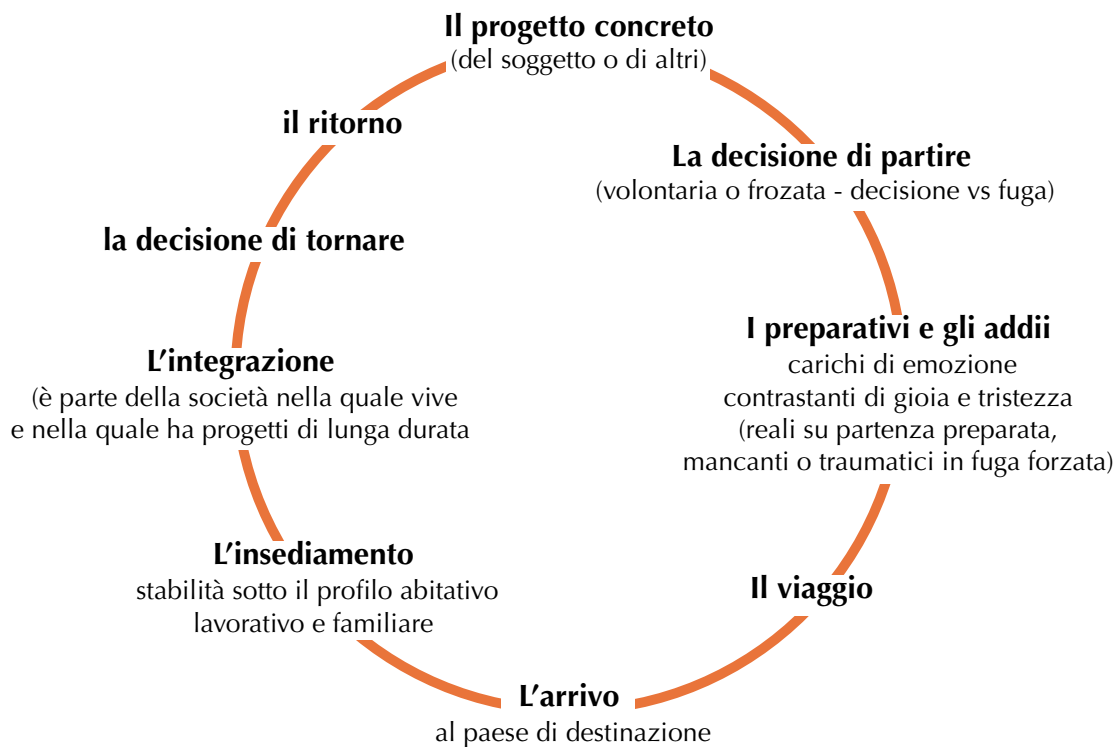 Il progetto concreto
(del soggetto o di altri)
La decisione di partire
(volontaria o frozata - decisione vs fuga)
I preparativi e gli addii
carichi di emozione
contrastanti di gioia e tristezza
(reali su partenza preparata,
mancanti o traumatici in fuga forzata)
Il viaggio
L'arrivo
al paese di destinazione
L'insediamento
stabilità sotto il profilo abitativo
lavorativo e familiare
L'integrazione
(è parte della società nella quale vive
e nella quale ha progetti di lunga durata
la decisione di tornare
il ritorno